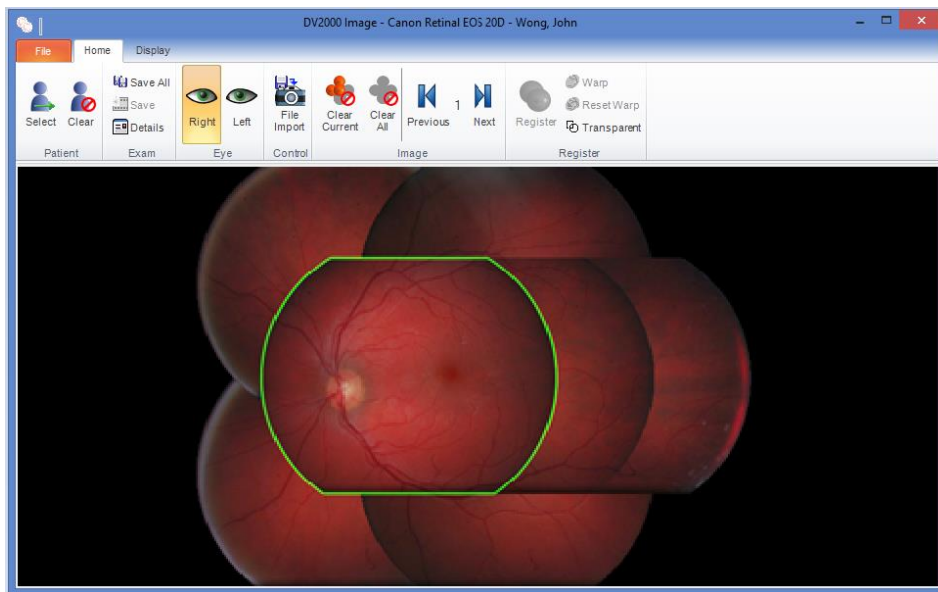 DV2000 Image - Canon Retinal EOS 20D - Wong, John
File Home Display
Select
Clear
Patient
Save All
Save
Details
Exam
Right
Left
Eye
File
Import
Control
Clear
Current
Clear
All
Previous
1
Next
Image
Register
Warp
Reset Warp
Transparent
Register